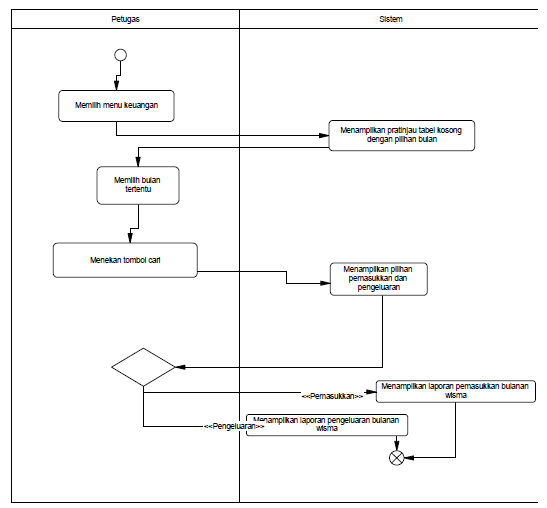 Petugas
Sistem
Memilih menu keuangan
Menampilkan pratinjau tabel kosong
dengan pilihan bulan
Memilih bulan
tertentu
Menekan tombol cari
Menampilkan pilihan
pemasukkan dan
pengeluaran
Menampilkan laporan pemasukkan bulanan
wisma
<<Pemasukkan>>
Menampilkan laporan pengeluaran bulanan
wisma
<<Pengeluaran>>